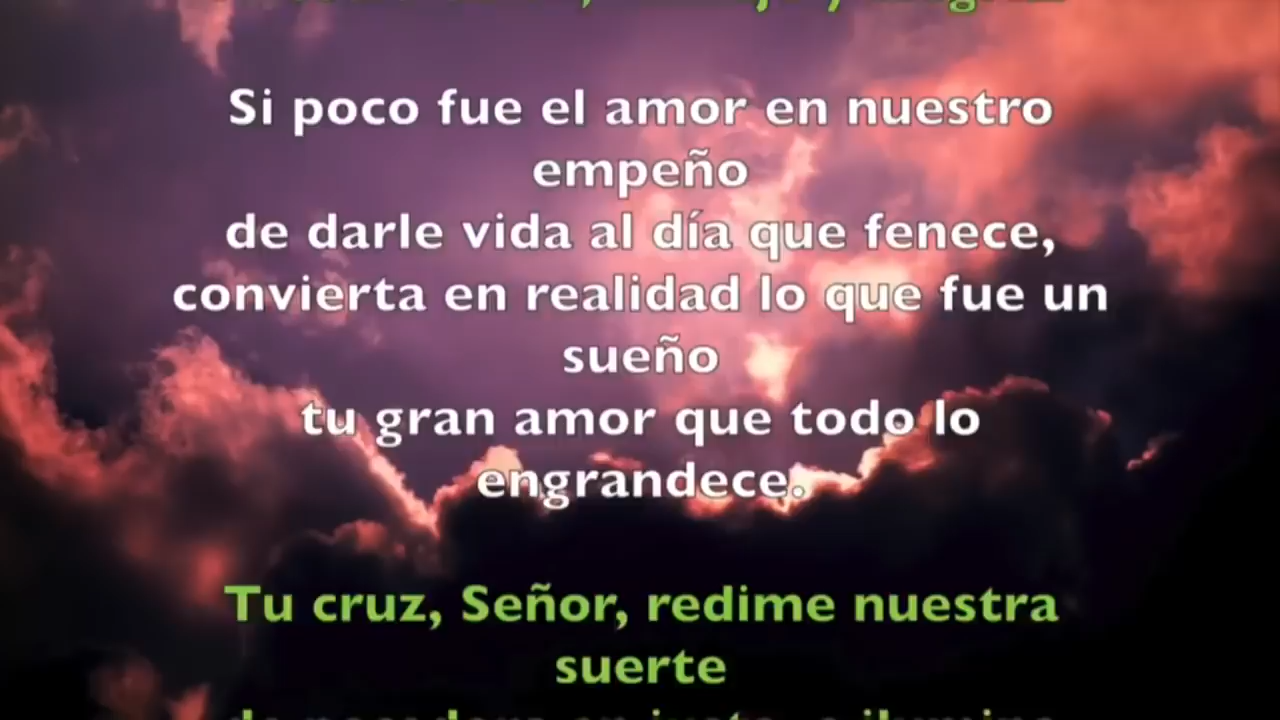 Si poco fue el amor en nuestro
empeño
de darle vida al día que fenece,
convierta en realidad lo que fue un
sueño
tu gran amor que todo lo
engrandece.
Tu cruz, Señor, redime nuestra
suerte